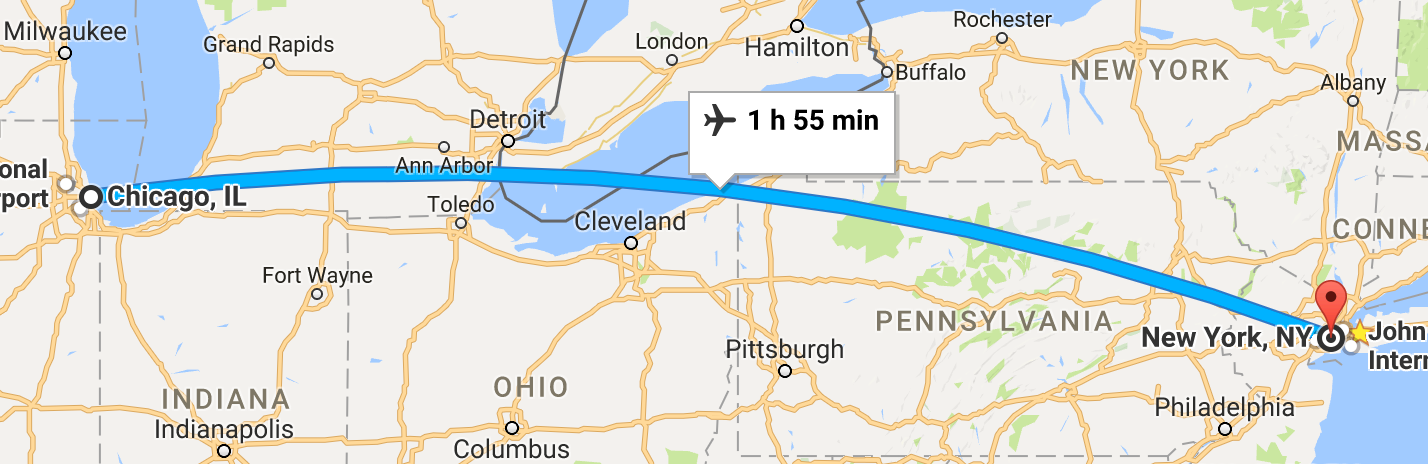 Milwaukee
Grand Rapids
London
Hamilton
Rochester
Buffalo
NEW YORK
Albany
Detroit
1 h 55 min
MASSA
Ann Arbor
onal
rport
Chicago, IL
Toledo
Cleveland
CONNE
Fort Wayne
PENNSYLVANIA
New York, NY
John
Intern
Pittsburgh
OHIO
INDIANA
Indianapolis
Philadelphia
Columbus